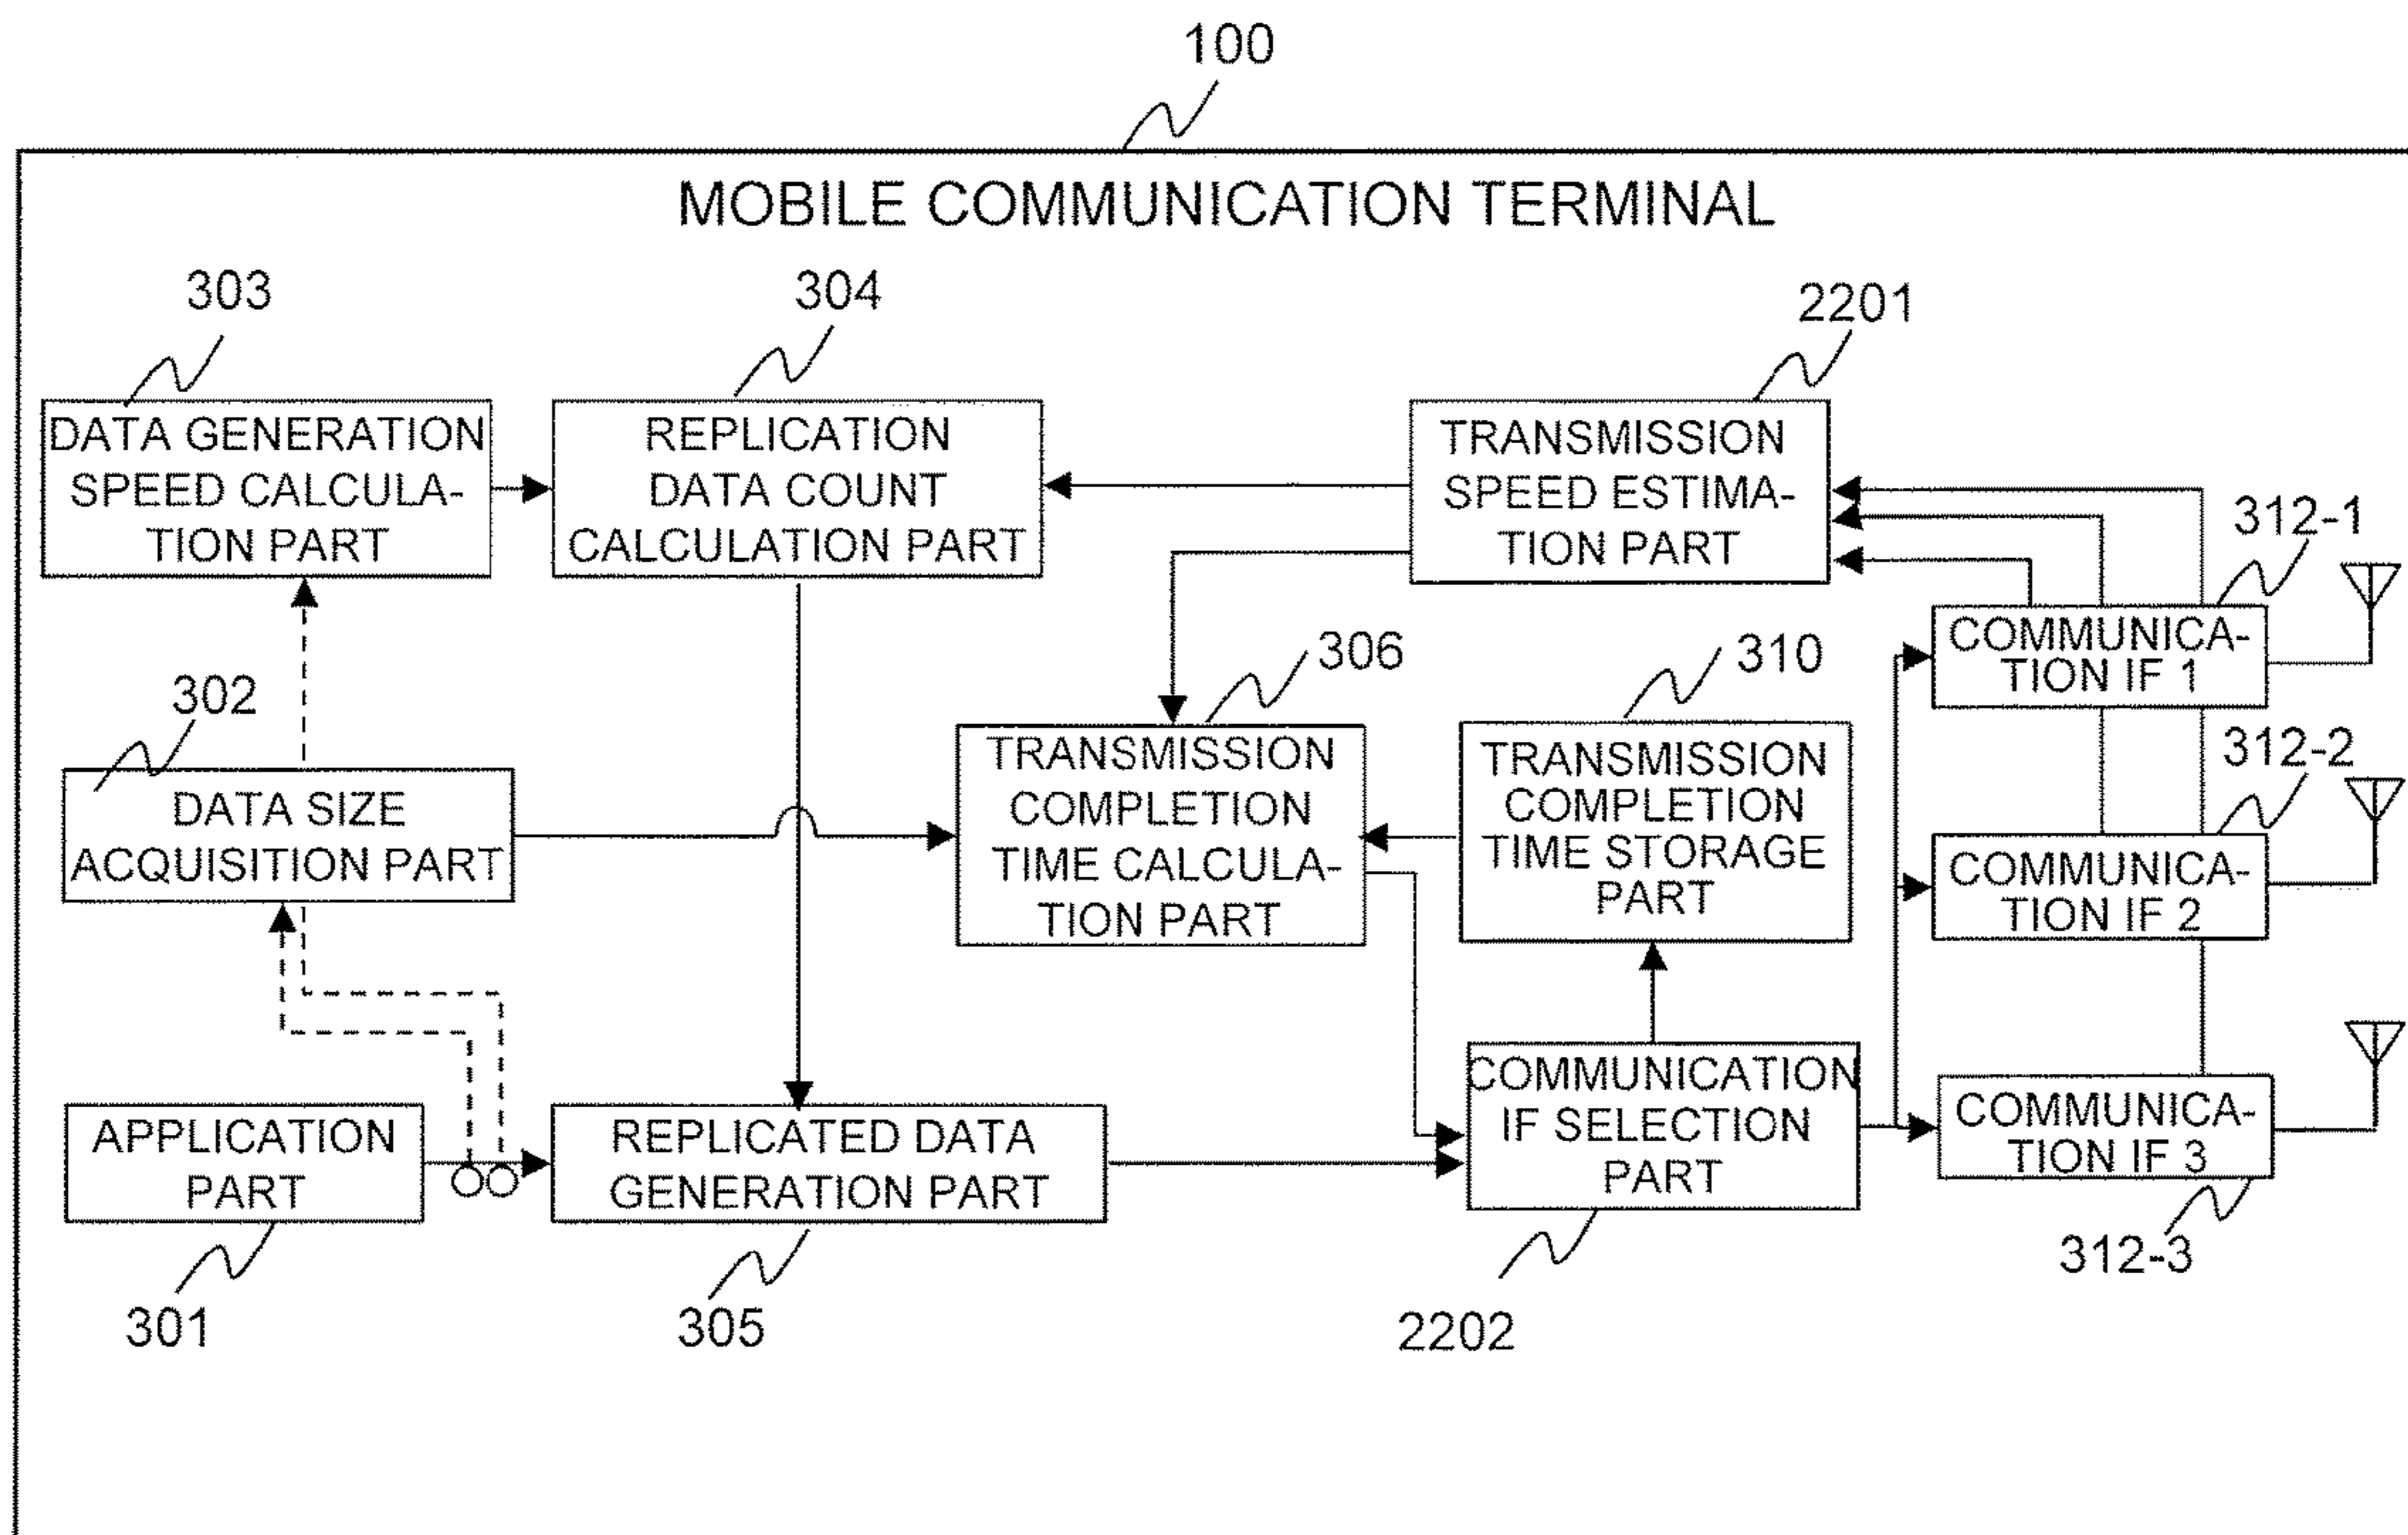 100
MOBILE COMMUNICATION TERMINAL
303
304
2201
DATA GENERATION
SPEED CALCULA-
TION PART
REPLICATION
DATA COUNT
CALCULATION PART
TRANSMISSION
SPEED ESTIMA-
TION PART
312-1
COMMUNICA-
TION IF 1
302
306
310
312-2
DATA SIZE
ACQUISITION PART
TRANSMISSION
COMPLETION
TIME CALCULA-
TION PART
TRANSMISSION
COMPLETION
TIME STORAGE
PART
COMMUNICA-
TION IF 2
APPLICATION
PART
REPLICATED DATA
GENERATION PART
COMMUNICATION
IF SELECTION
PART
COMMUNICA-
TION IF 3
312-3
301
305
2202